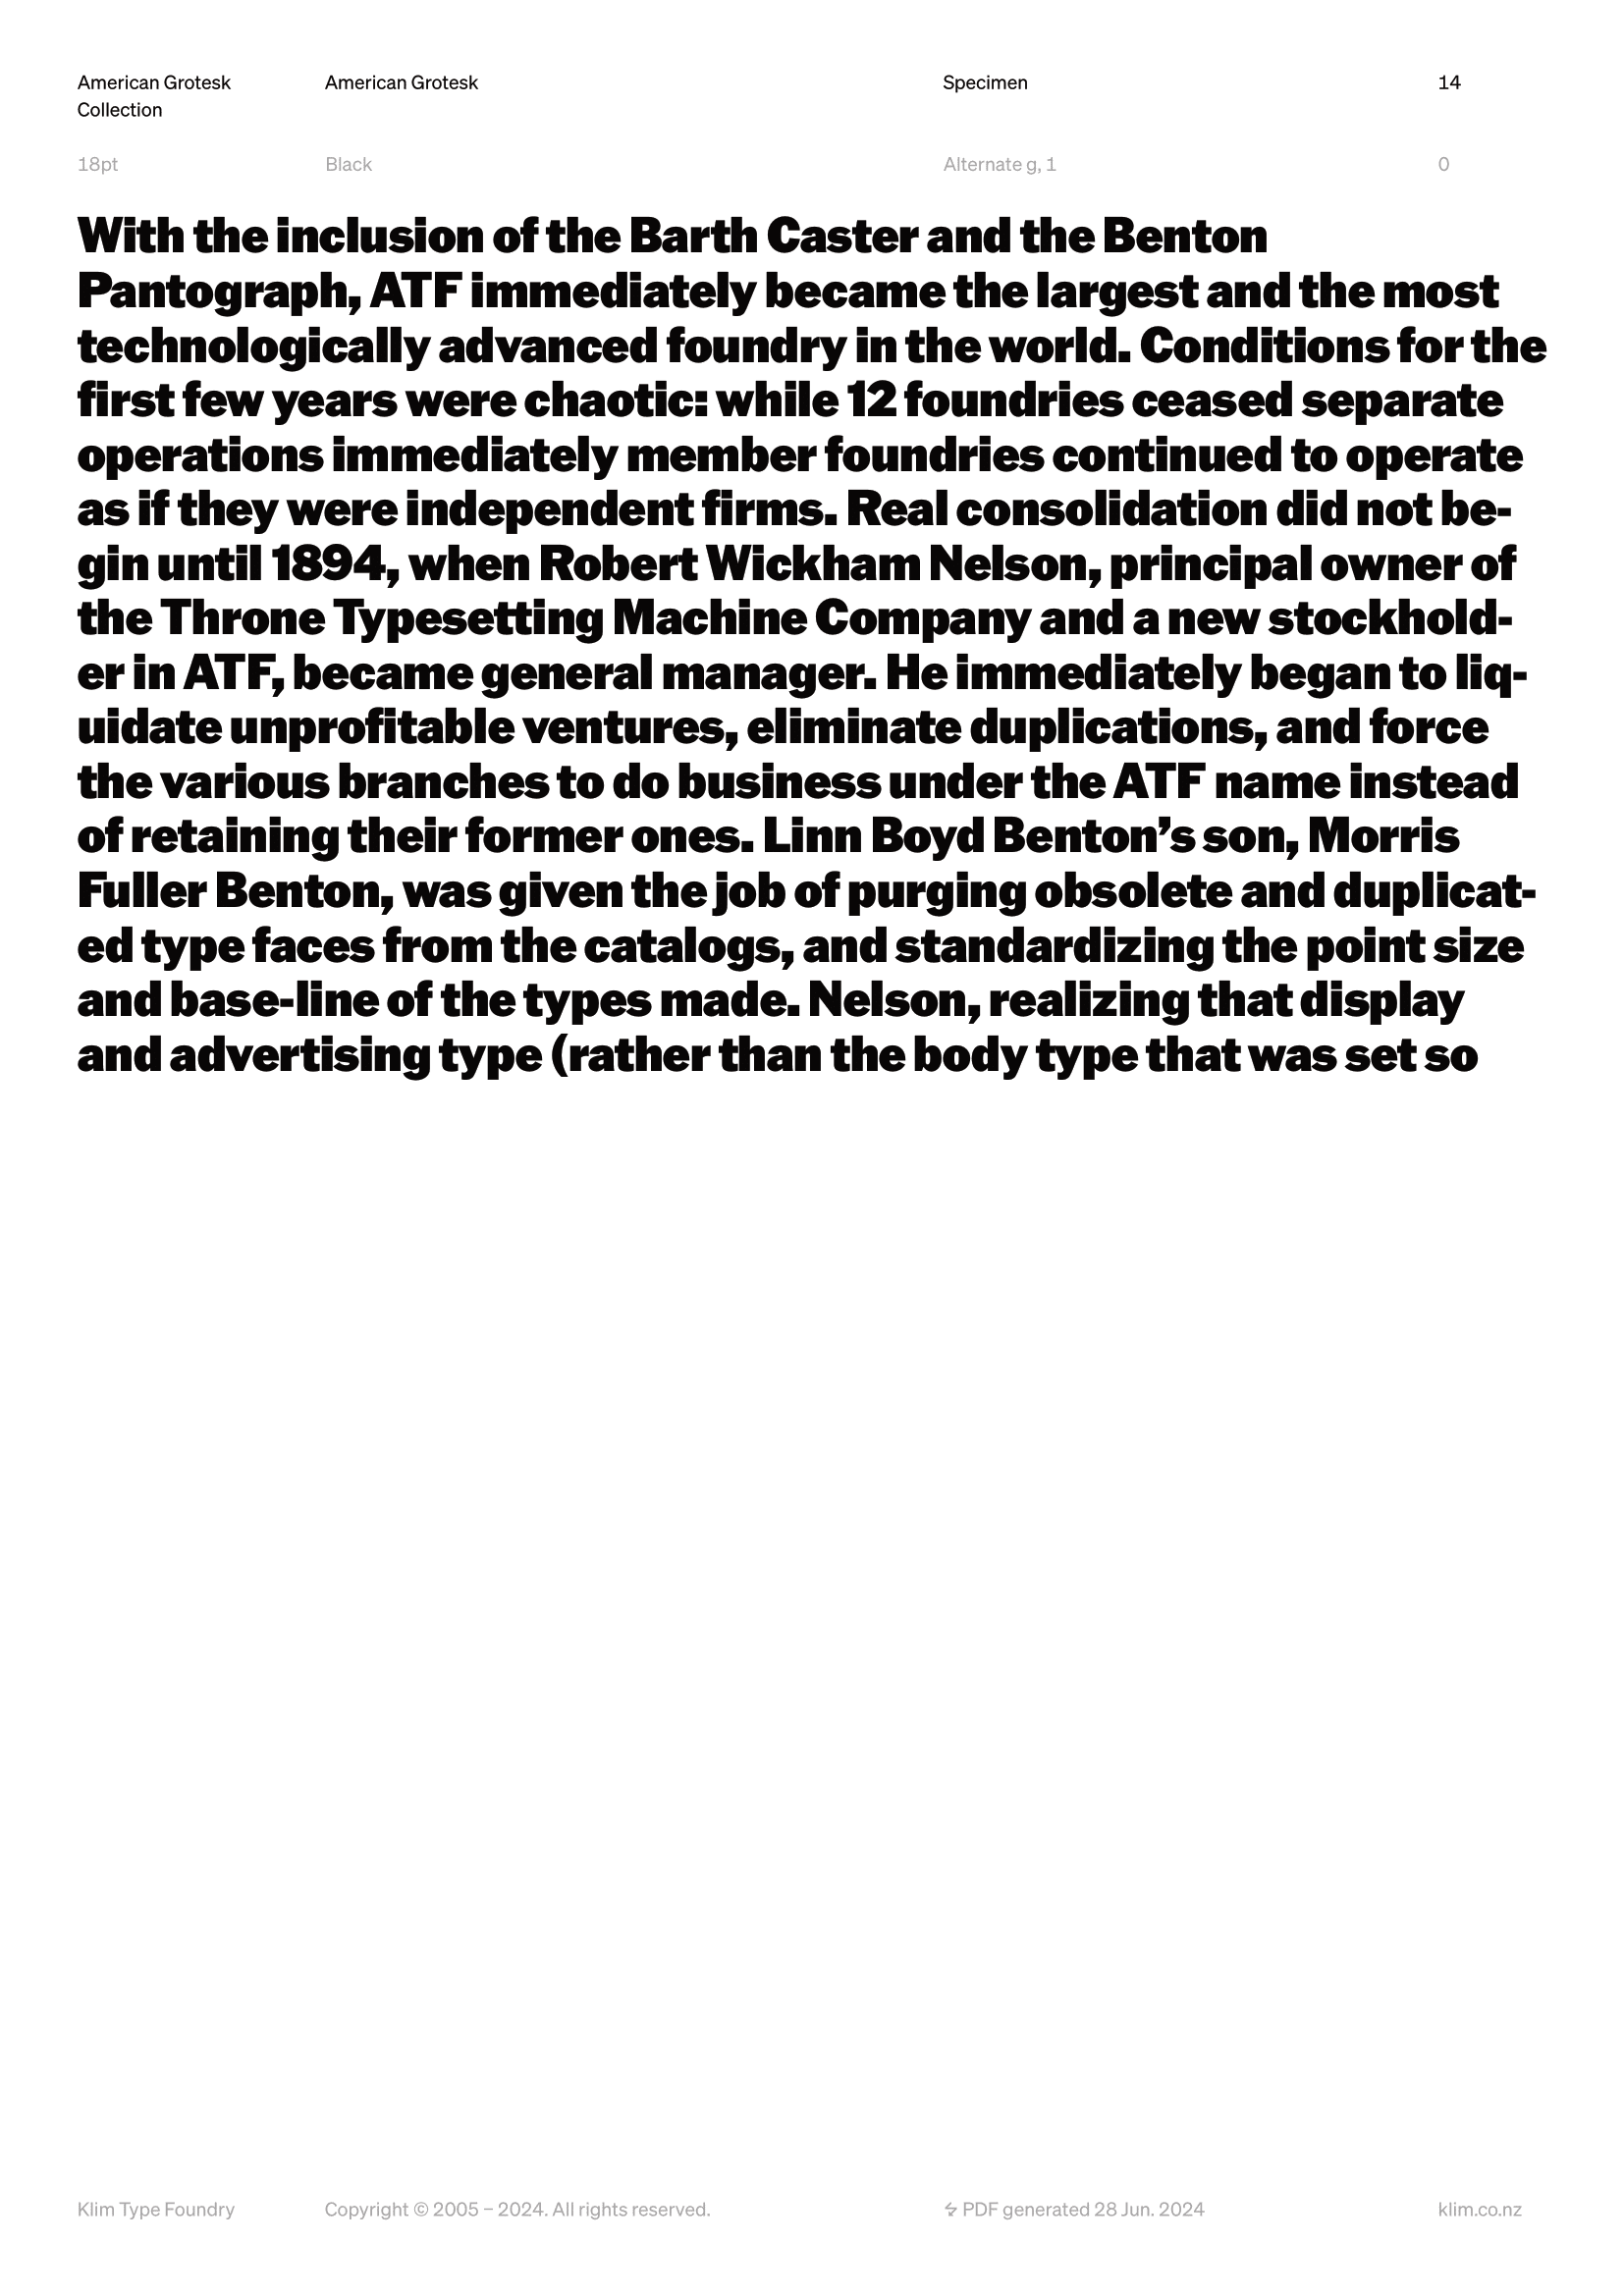 American Grotesk Collection
American Grotesk
Specimen
14
18pt
Black
Alternate g, 1
0
With the inclusion of the Barth Caster and the Benton
Pantograph, ATF immediately became the largest and the most
technologically advanced foundry in the world. Conditions for the
first few years were chaotic: while 12 foundries ceased separate
operations immediately member foundries continued to operate
as if they were independent firms. Real consolidation did not be-
gin until 1894, when Robert Wickham Nelson, principal owner of
the Throne Typesetting Machine Company and a new stockhold-
er in ATF, became general manager. He immediately began to liq-
uidate unprofitable ventures, eliminate duplications, and force
the various branches to do business under the ATF name instead
of retaining their former ones. Linn Boyd Benton’s son, Morris
Fuller Benton, was given the job of purging obsolete and duplicat-
ed type faces from the catalogs, and standardizing the point size
and base-line of the types made. Nelson, realizing that display
and advertising type (rather than the body type that was set so
Klim Type Foundry
Copyright © 2005 – 2024. All rights reserved.
PDF generated 28 Jun. 2024
klim.co.nz